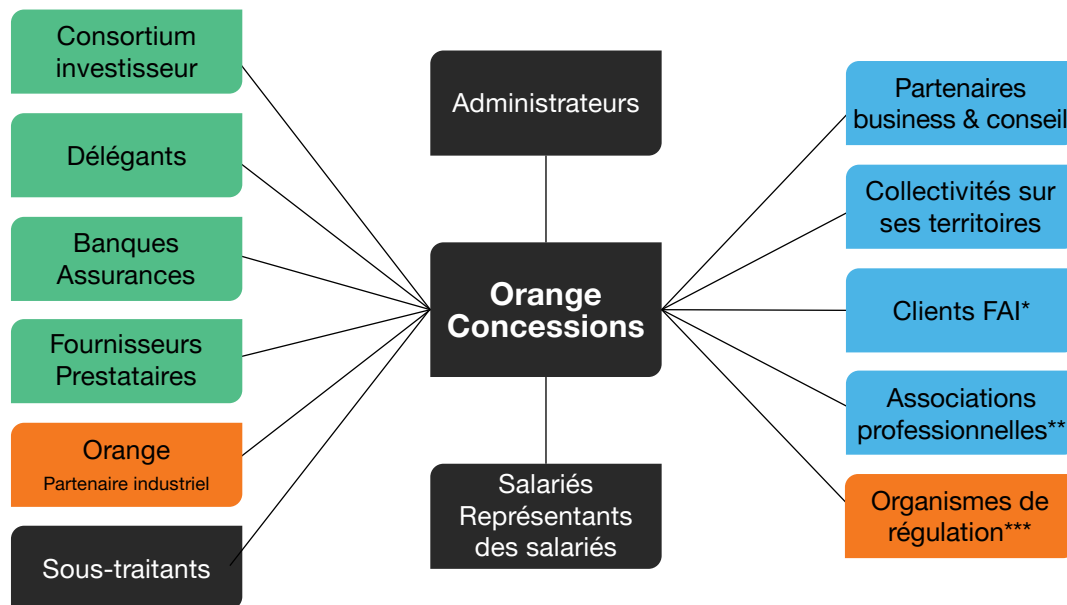 Consortium
investisseur
Délégants
Banques
Assurances
Fournisseurs
Prestataires
Orange
Partenaire industriel
Sous-traitants
Administrateurs
Orange
Concessions
Salariés
Représentants
des salariés
Partenaires
business & conseil
Collectivités sur
ses territoires
Clients FAI*
Associations
professionnelles**
Organismes de
régulation***